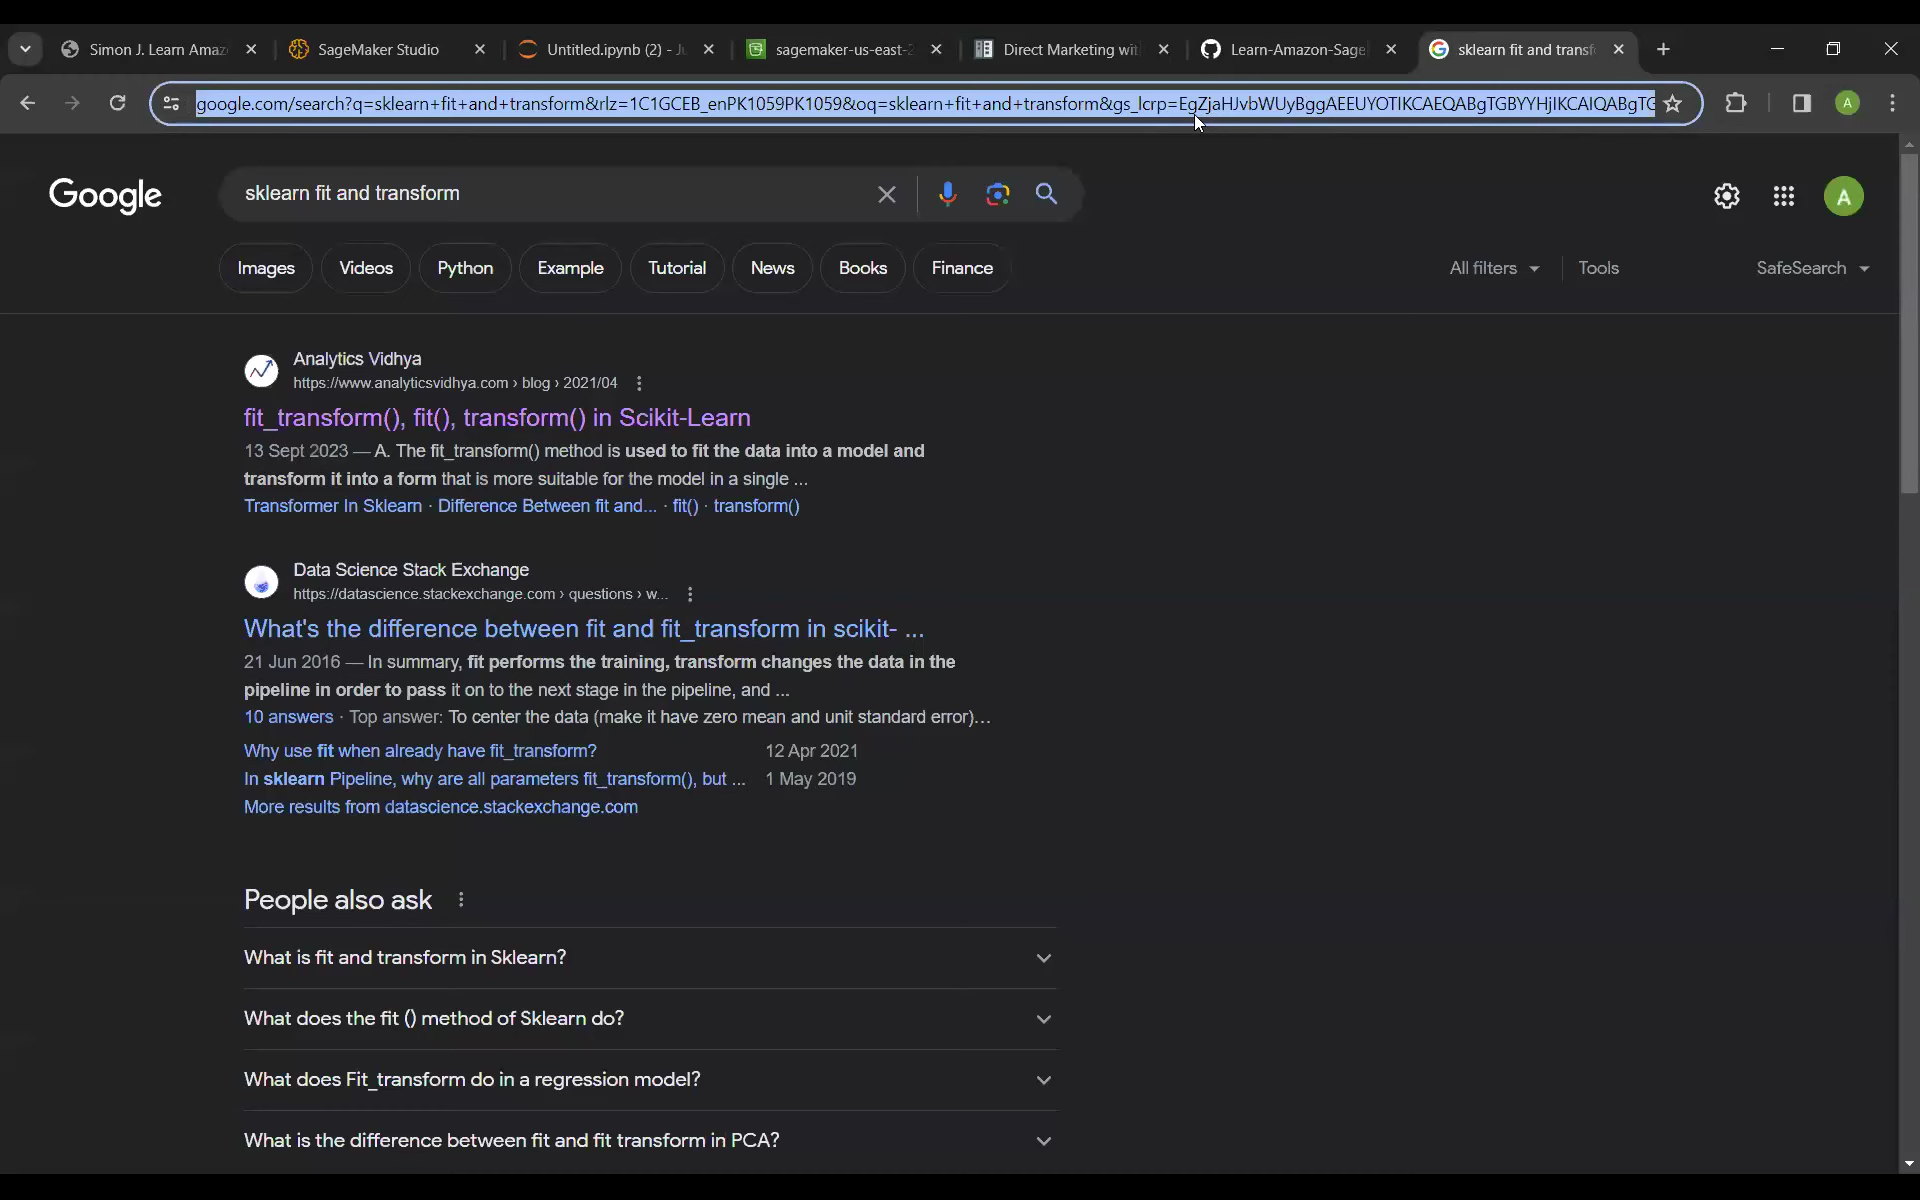 Simon J. Learn Amaz
SageMaker Studio
Untitled.ipynb (2) - Ju
sagemaker-us-east-2
Direct Marketing wit
Learn-Amazon-Sage
sklearn fit and transf
google.com/search?q=sklearn+fit+and+transform&rlz=1C1GCEB_enPK1059PK1059&oq=sklearn+fit+and+transform&gs_lcrp=EgZjaHJvbWUyBggAEEUYOTIKCAEQABgTGBYYHjIKCAIQABgTG
A
Google
sklearn fit and transform
A
Images
Videos
Python
Example
Tutorial
News
Books
Finance
All filters
Tools
SafeSearch
Analytics Vidhya
https://www.analyticsvidhya.com › blog › 2021/04
fit_transform(), fit(), transform() in Scikit-Learn
13 Sept 2023 — A. The fit_transform() method is used to fit the data into a model and
transform it into a form that is more suitable for the model in a single ...
Transformer In Sklearn · Difference Between fit and... · fit() · transform()
Data Science Stack Exchange
https://datascience.stackexchange.com › questions › w...
What's the difference between fit and fit_transform in scikit- ...
21 Jun 2016 — In summary, fit performs the training, transform changes the data in the
pipeline in order to pass it on to the next stage in the pipeline, and ...
10 answers · Top answer: To center the data (make it have zero mean and unit standard error)...
Why use fit when already have fit_transform? 12 Apr 2021
In sklearn Pipeline, why are all parameters fit_transform(), but ... 1 May 2019
More results from datascience.stackexchange.com
People also ask
What is fit and transform in Sklearn?
What does the fit () method of Sklearn do?
What does Fit_transform do in a regression model?
What is the difference between fit and fit transform in PCA?